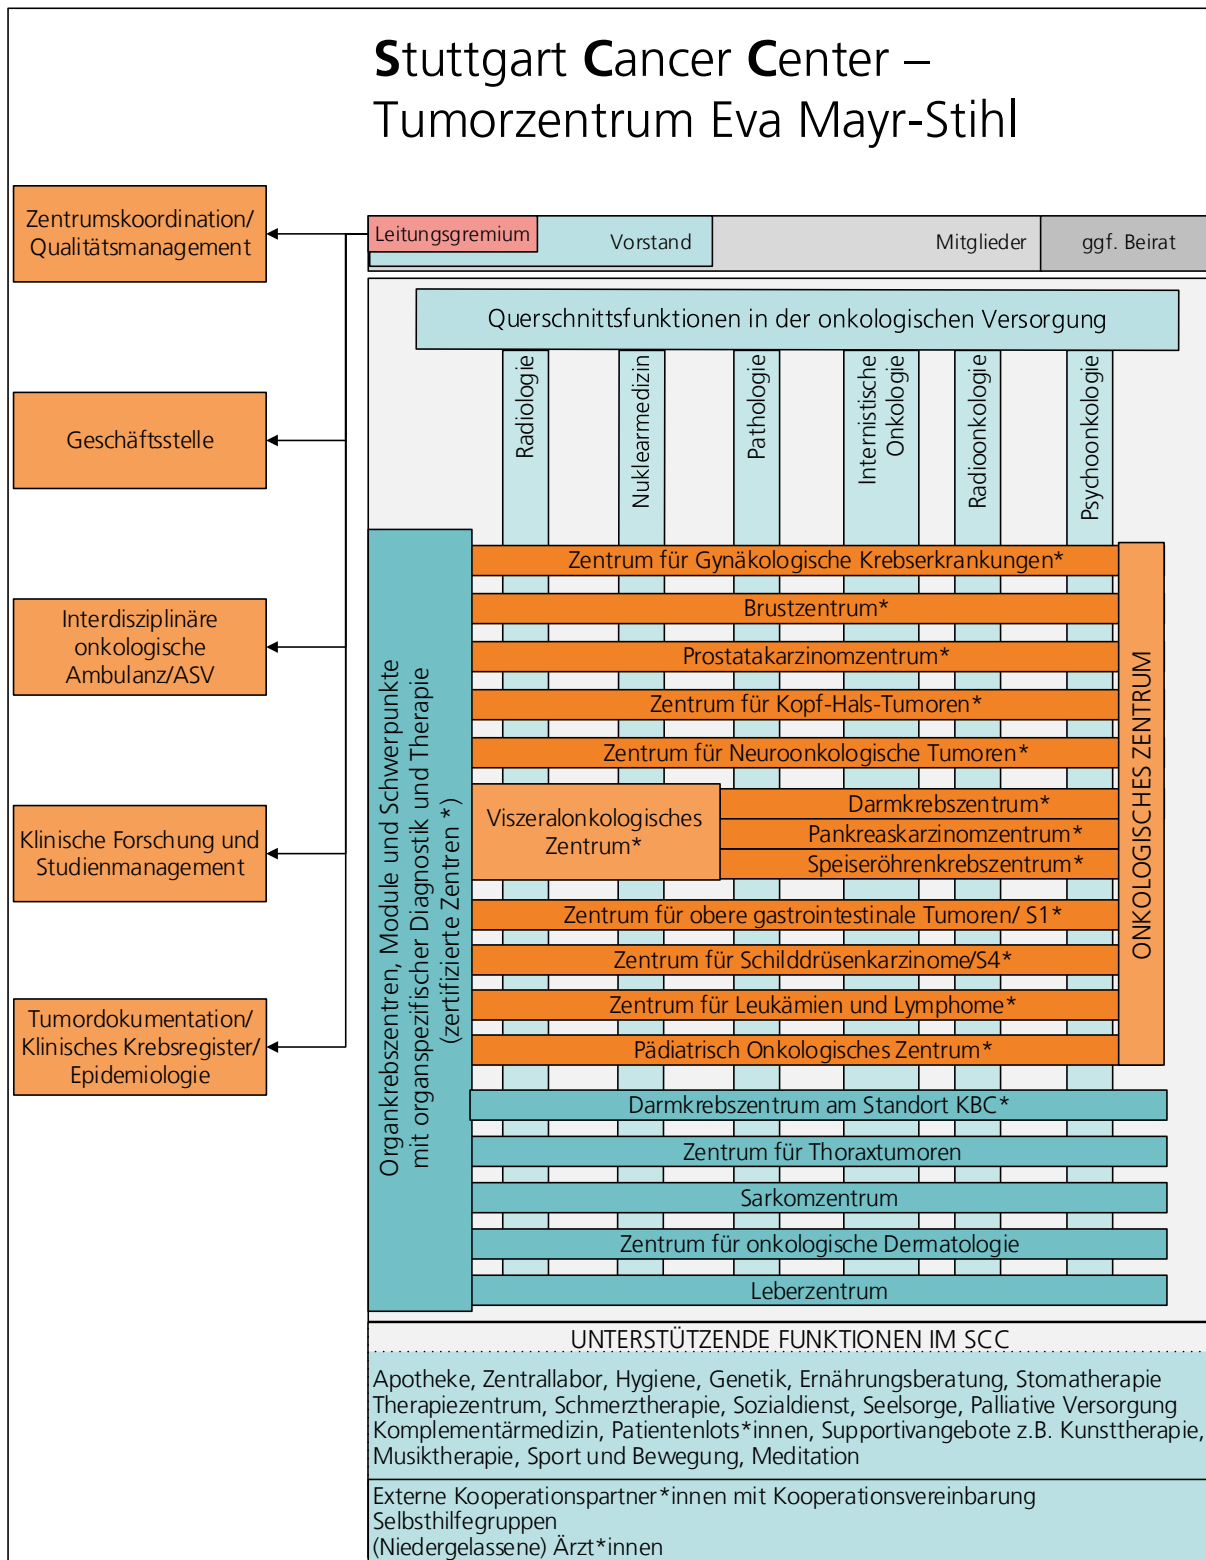 Stuttgart Cancer Center –
Tumorzentrum Eva Mayr-Stihl
Zentrumskoordination/
Qualitätsmanagement
Geschäftsstelle
Interdisziplinäre
onkologische
Ambulanz/ASV
Klinische Forschung und
Studienmanagement
Tumordokumentation/
Klinisches Krebsregister/
Epidemiologie
Leitungsgremium
Vorstand
Mitglieder
ggf. Beirat
Querschnittsfunktionen in der onkologischen Versorgung
Radiologie
Nuklearmedizin
Pathologie
Internistische
Onkologie
Radioonkologie
Psychoonkologie
Organkrebszentren, Module und Schwerpunkte
mit organspezifischer Diagnostik und Therapie
(zertifizierte Zentren *)
Zentrum für Gynäkologische Krebserkrankungen*
Brustzentrum*
Prostatakarzinomzentrum*
Zentrum für Kopf-Hals-Tumoren*
Zentrum für Neuroonkologische Tumoren*
Viszeralonkologisches
Zentrum*
Darmkrebszentrum*
Pankreaskarzinomzentrum*
Speiseröhrenkrebszentrum*
Zentrum für obere gastrointestinale Tumoren/ S1*
Zentrum für Schilddrüsenkarzinome/S4*
Zentrum für Leukämien und Lymphome*
Pädiatrisch Onkologisches Zentrum*
ONKOLOGISCHES ZENTRUM
Darmkrebszentrum am Standort KBC*
Zentrum für Thoraxtumoren
Sarkomzentrum
Zentrum für onkologische Dermatologie
Leberzentrum
UNTERSTÜTZENDE FUNKTIONEN IM SCC
Apotheke, Zentrallabor, Hygiene, Genetik, Ernährungsberatung, Stomatherapie
Therapiezentrum, Schmerztherapie, Sozialdienst, Seelsorge, Palliative Versorgung
Komplementärmedizin, Patientenlots*innen, Supportivangebote z.B. Kunsttherapie,
Musiktherapie, Sport und Bewegung, Meditation
Externe Kooperationspartner*innen mit Kooperationsvereinbarung
Selbsthilfegruppen
(Niedergelassene) Ärzt*innen